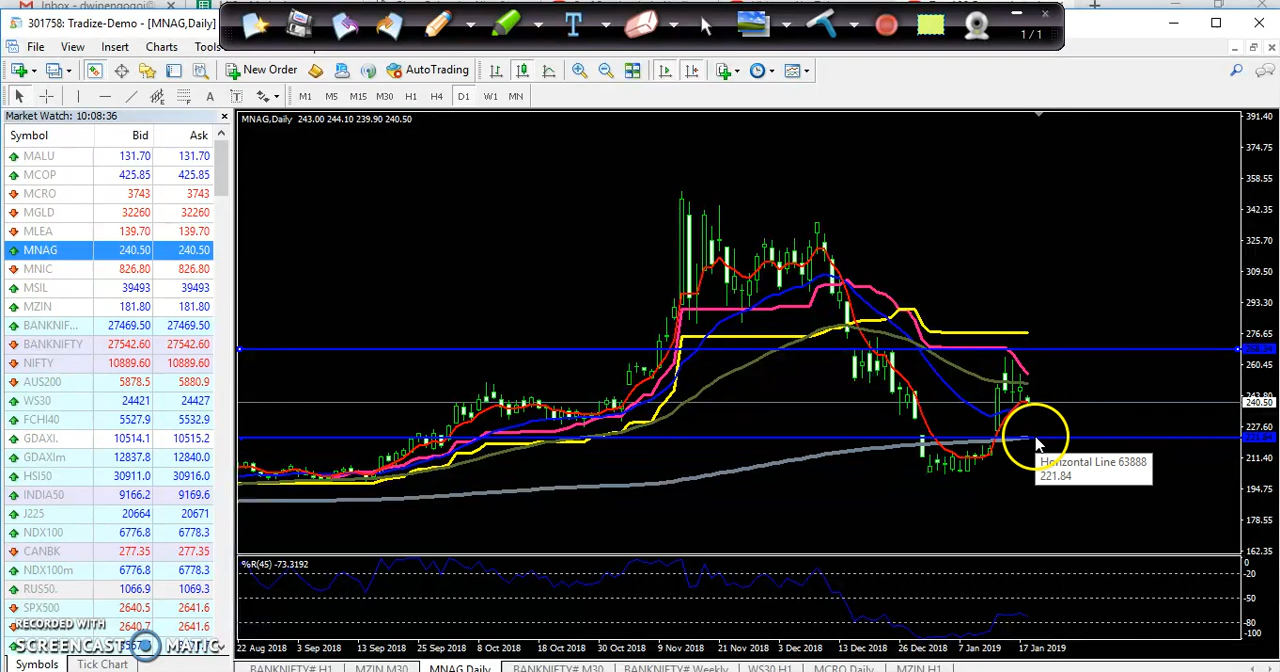 301758: Tradize-Demo - [MNAG,Daily]
1 / 1
File View Insert Charts Tools
New Order AutoTrading
M1 M5 M15 M30 H1 H4 D1 W1 MN
Market Watch: 10:08:36
Symbol Bid Ask
MALU 131.70 131.70
MCOP 425.85 425.85
MCRO 3743 3743
MGLD 32260 32260
MLEA 139.70 139.70
MNAG 240.50 240.50
MNIC 826.80 826.80
MSIL 39493 39493
MZIN 181.80 181.80
BANKNIF... 27469.50 27469.50
BANKNIFTY 27542.60 27542.60
NIFTY 10889.60 10889.60
AUS200 5878.5 5880.9
WS30 24421 24427
FCHI40 5527.9 5532.9
GDAXI. 10514.1 10515.2
GDAXIm 12837.8 12840.0
HSI50 30910.0 30916.0
INDIA50 9166.2 9169.6
J225 20664 20671
NDX100 6776.8 6778.3
CANBK 277.35 277.35
NDX100m 6776.8 6778.3
RUS50. 1066.9 1069.3
SPX500 2640.5 2641.6
2640.7 2641.6
RECORDED WITH
SCREENCAST MATIC
Symbols Tick Chart
MNAG,Daily 243.00 244.10 239.90 240.50
391.40
374.75
358.55
342.35
325.70
309.50
293.30
276.65
260.45
243.80
240.50
227.60
211.40
194.75
178.55
162.35
Horizontal Line 63888
221.84
%R(45) -73.3192
0
-20
-50
-80
-100
22 Aug 2018 3 Sep 2018 13 Sep 2018 25 Sep 2018 8 Oct 2018 18 Oct 2018 30 Oct 2018 9 Nov 2018 21 Nov 2018 3 Dec 2018 13 Dec 2018 26 Dec 2018 7 Jan 2019 17 Jan 2019
BANKNIFTY# H1 MZIN M30 MNAG Daily BANKNIFTY# M30 BANKNIFTY# Weekly WS30 H1 MCRO Daily MZIN H1